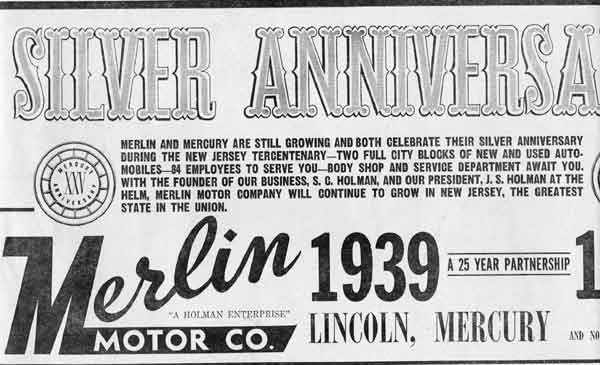 SILVER ANNIVERSA
MERLIN AND MERCURY ARE STILL GROWING AND BOTH CELEBRATE THEIR SILVER ANNIVERSARY
DURING THE NEW JERSEY TERCENTENARY—TWO FULL CITY BLOCKS OF NEW AND USED AUTO-
MOBILES—84 EMPLOYEES TO SERVE YOU—BODY SHOP AND SERVICE DEPARTMENT AWAIT YOU.
WITH THE FOUNDER OF OUR BUSINESS, S. C. HOLMAN, AND OUR PRESIDENT, J. S. HOLMAN AT THE
HELM, MERLIN MOTOR COMPANY WILL CONTINUE TO GROW IN NEW JERSEY, THE GREATEST
STATE IN THE UNION.
MERCURY
XXV
ANNIVERSARY
Merlin
"A HOLMAN ENTERPRISE"
MOTOR CO.
1939
A 25 YEAR PARTNERSHIP
1
LINCOLN, MERCURY
AND NO